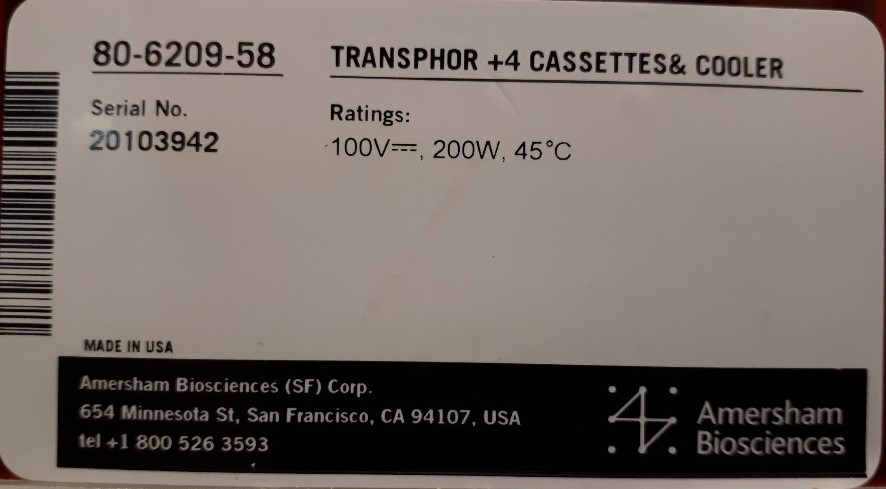 80-6209-58
TRANSPHOR +4 CASSETTES& COOLER
Serial No.
20103942
Ratings:
100V⎓, 200W, 45°C
MADE IN USA
Amersham Biosciences (SF) Corp.
654 Minnesota St, San Francisco, CA 94107, USA
tel +1 800 526 3593
Amersham
Biosciences